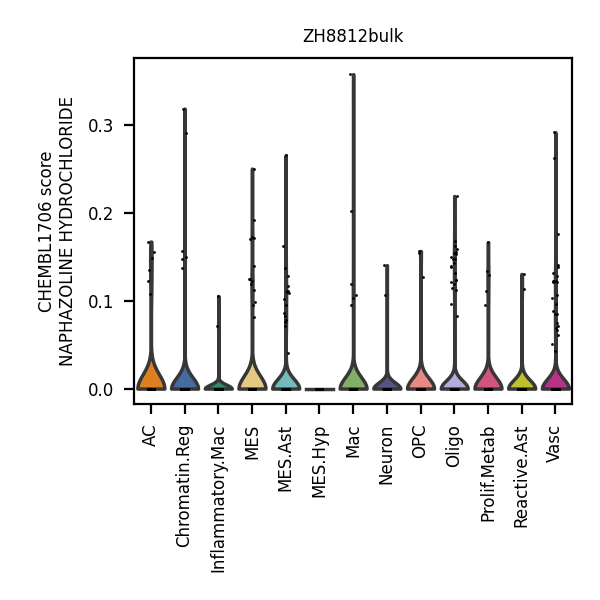 ZH8812bulk
CHEMBL1706 score
NAPHAZOLINE HYDROCHLORIDE
0.3
0.2
0.1
0.0
AC
Chromatin.Reg
Inflammatory.Mac
MES
MES.Ast
MES.Hyp
Mac
Neuron
OPC
Oligo
Prolif.Metab
Reactive.Ast
Vasc